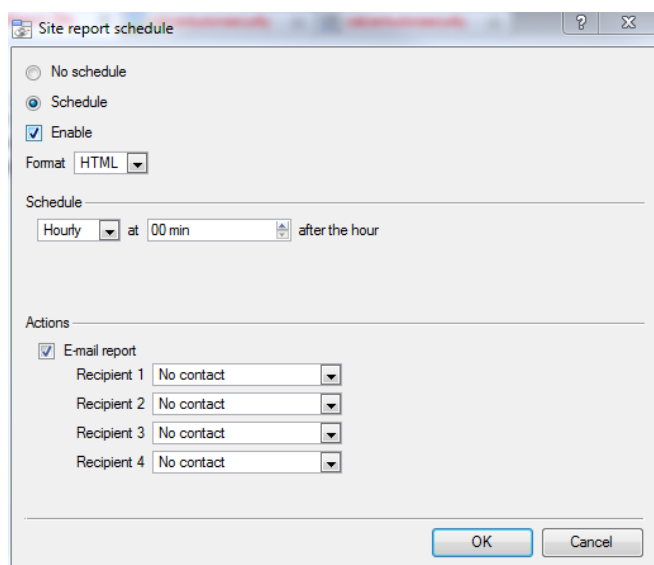 Site report schedule
No schedule
Schedule
Enable
Format HTML
Schedule
Hourly at 00 min after the hour
Actions
E-mail report
Recipient 1 No contact
Recipient 2 No contact
Recipient 3 No contact
Recipient 4 No contact
OK Cancel